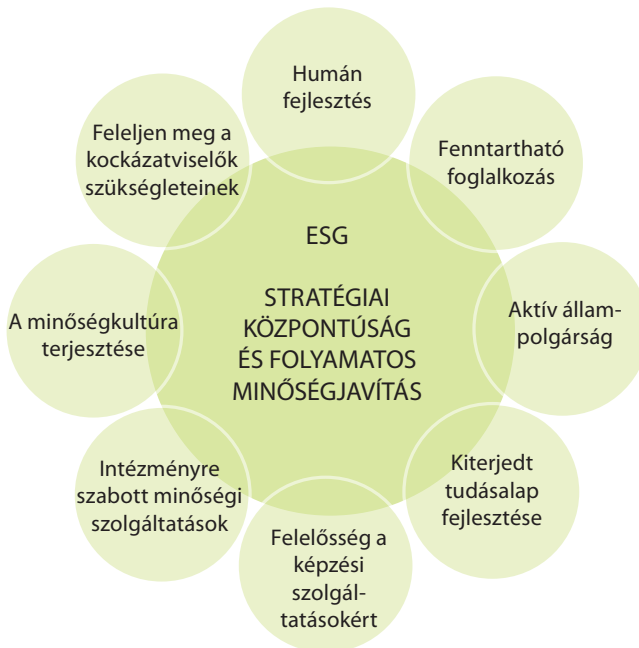 Humán
fejlesztés
Fenntartható
foglalkozás
Aktív állam-
polgárság
Kiterjedt
tudásalap
fejlesztése
Felelősség a
képzési
szolgál-
tatásokért
Intézményre
szabott minőségi
szolgáltatások
A minőségkultúra
terjesztése
Feleljen meg a
kockázatviselők
szükségleteinek
ESG
STRATÉGIAI
KÖZPONTÚSÁG
ÉS FOLYAMATOS
MINŐSÉGJAVÍTÁS